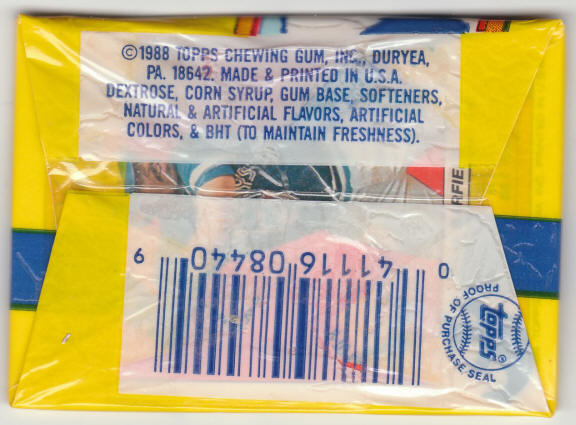 ©1988 TOPPS CHEWING GUM, INC., DURYEA,
PA. 18642. MADE & PRINTED IN U.S.A.
DEXTROSE, CORN SYRUP, GUM BASE, SOFTENERS,
NATURAL & ARTIFICIAL FLAVORS, ARTIFICIAL
COLORS, & BHT (TO MAINTAIN FRESHNESS).
RFIE
0 41116 08440 9
TOPPS ®
PROOF OF PURCHASE SEAL